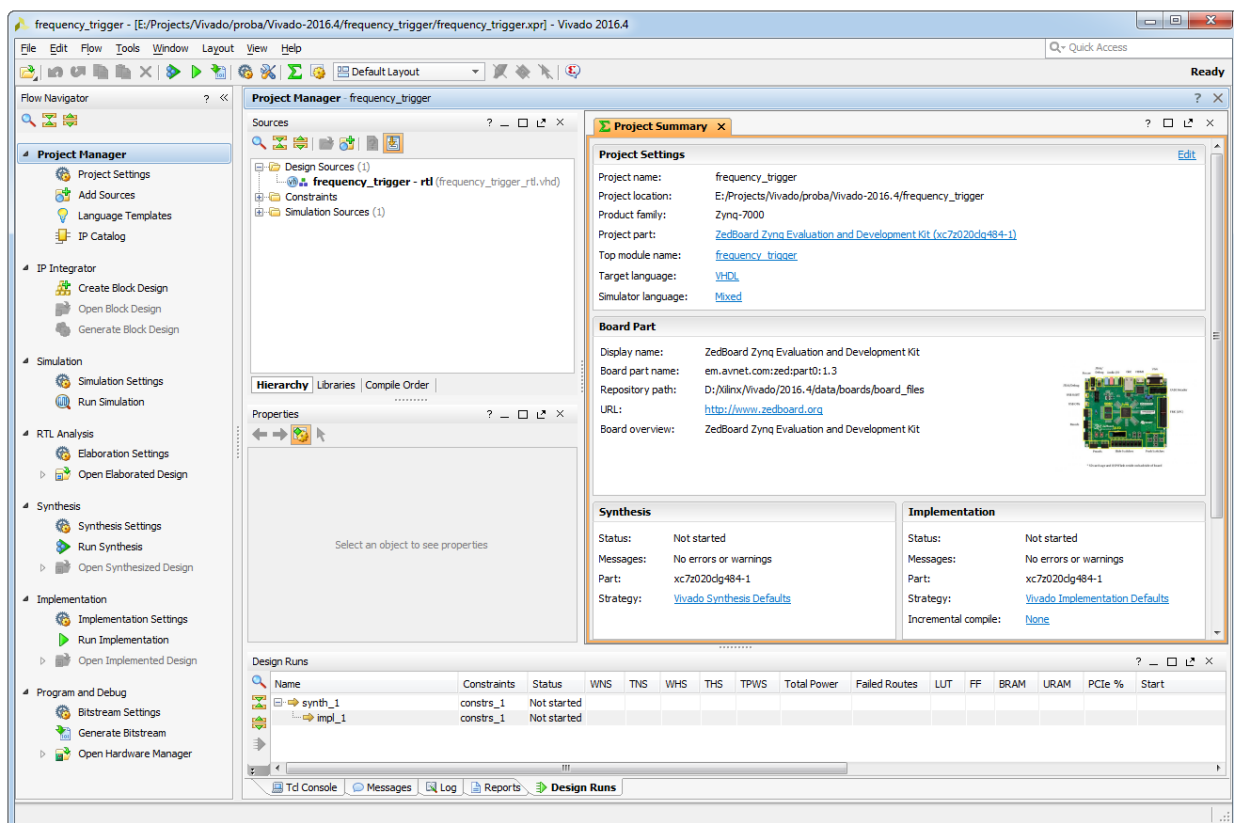 frequency_trigger - [E:/Projects/Vivado/proba/Vivado-2016.4/frequency_trigger/frequency_trigger.xpr] - Vivado 2016.4
File Edit Flow Tools Window Layout View Help
Quick Access
Default Layout
Ready
Flow Navigator
Project Manager
Project Settings
Add Sources
Language Templates
IP Catalog
IP Integrator
Create Block Design
Open Block Design
Generate Block Design
Simulation
Simulation Settings
Run Simulation
RTL Analysis
Elaboration Settings
Open Elaborated Design
Synthesis
Synthesis Settings
Run Synthesis
Open Synthesized Design
Implementation
Implementation Settings
Run Implementation
Open Implemented Design
Program and Debug
Bitstream Settings
Generate Bitstream
Open Hardware Manager
Project Manager - frequency_trigger
Sources
Design Sources (1)
frequency_trigger - rtl (frequency_trigger_rtl.vhd)
Constraints
Simulation Sources (1)
Hierarchy Libraries Compile Order
Properties
Select an object to see properties
Project Summary
Project Settings Edit
Project name: frequency_trigger
Project location: E:/Projects/Vivado/proba/Vivado-2016.4/frequency_trigger
Product family: Zynq-7000
Project part: ZedBoard Zynq Evaluation and Development Kit (xc7z020clg484-1)
Top module name: frequency_trigger
Target language: VHDL
Simulator language: Mixed
Board Part
Display name: ZedBoard Zynq Evaluation and Development Kit
Board part name: em.avnet.com:zed:part0:1.3
Repository path: D:/Xilinx/Vivado/2016.4/data/boards/board_files
URL: http://www.zedboard.org
Board overview: ZedBoard Zynq Evaluation and Development Kit
Synthesis
Status: Not started
Messages: No errors or warnings
Part: xc7z020clg484-1
Strategy: Vivado Synthesis Defaults
Implementation
Status: Not started
Messages: No errors or warnings
Part: xc7z020clg484-1
Strategy: Vivado Implementation Defaults
Incremental compile: None
Design Runs
Name Constraints Status WNS TNS WHS THS TPWS Total Power Failed Routes LUT FF BRAM URAM PCIe % Start
synth_1 constrs_1 Not started
impl_1 constrs_1 Not started
Tcl Console Messages Log Reports Design Runs